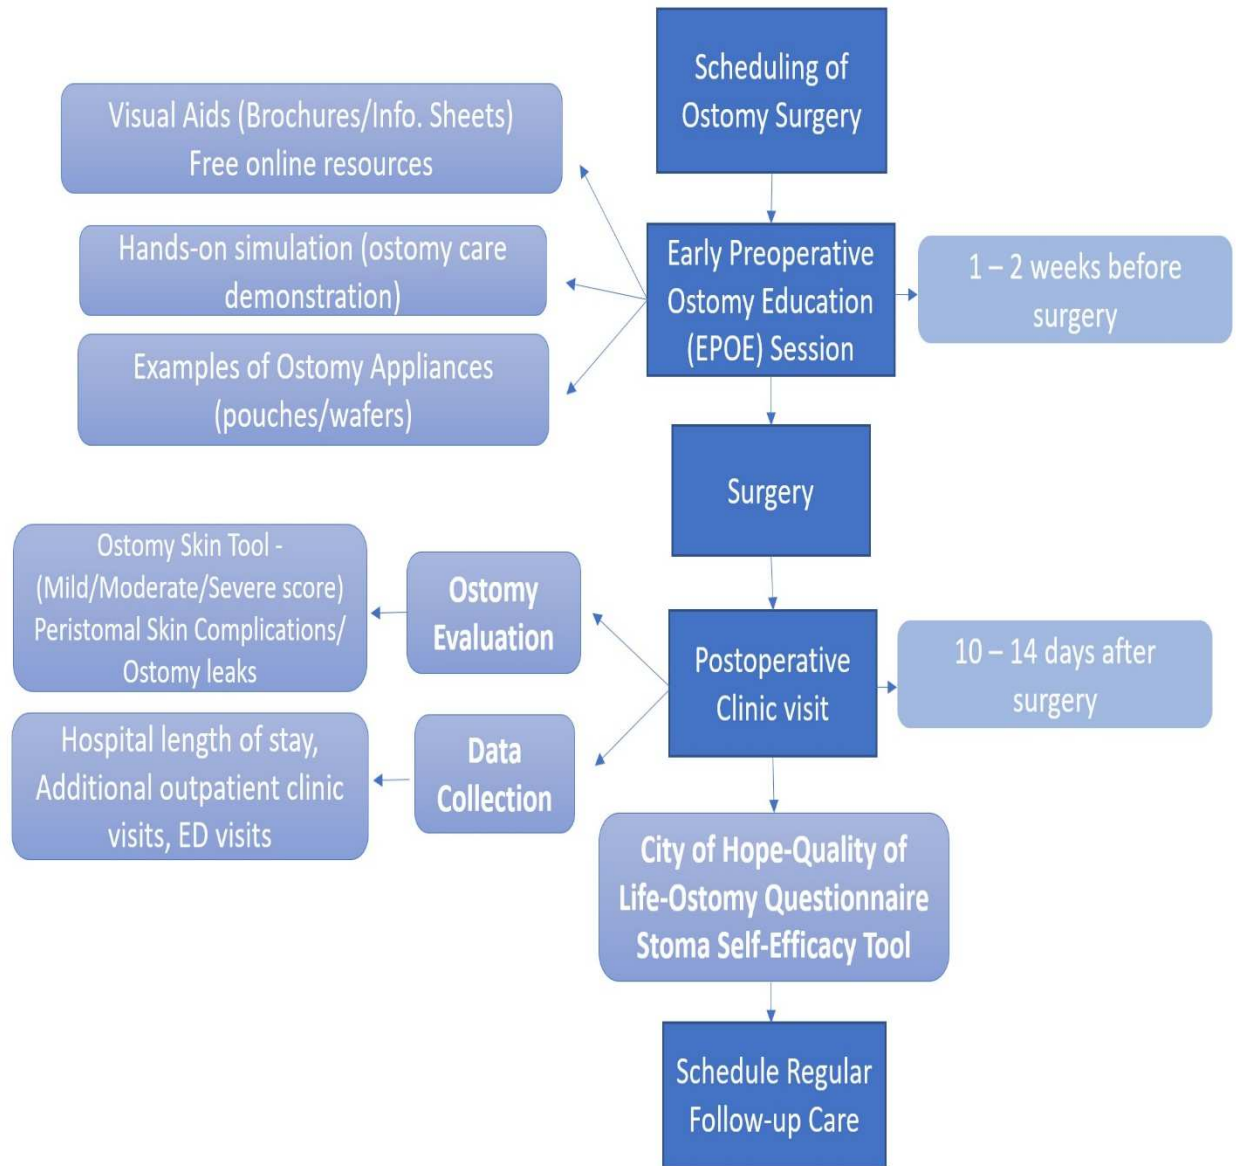 Scheduling of
Ostomy Surgery
Visual Aids (Brochures/Info. Sheets)
Free online resources
Hands-on simulation (ostomy care
demonstration)
Examples of Ostomy Appliances
(pouches/wafers)
Early Preoperative
Ostomy Education
(EPOE) Session
1 – 2 weeks before
surgery
Surgery
Ostomy Skin Tool -
(Mild/Moderate/Severe score)
Peristomal Skin Complications/
Ostomy leaks
Ostomy
Evaluation
Postoperative
Clinic visit
10 – 14 days after
surgery
Hospital length of stay,
Additional outpatient clinic
visits, ED visits
Data
Collection
City of Hope-Quality of
Life-Ostomy Questionnaire
Stoma Self-Efficacy Tool
Schedule Regular
Follow-up Care